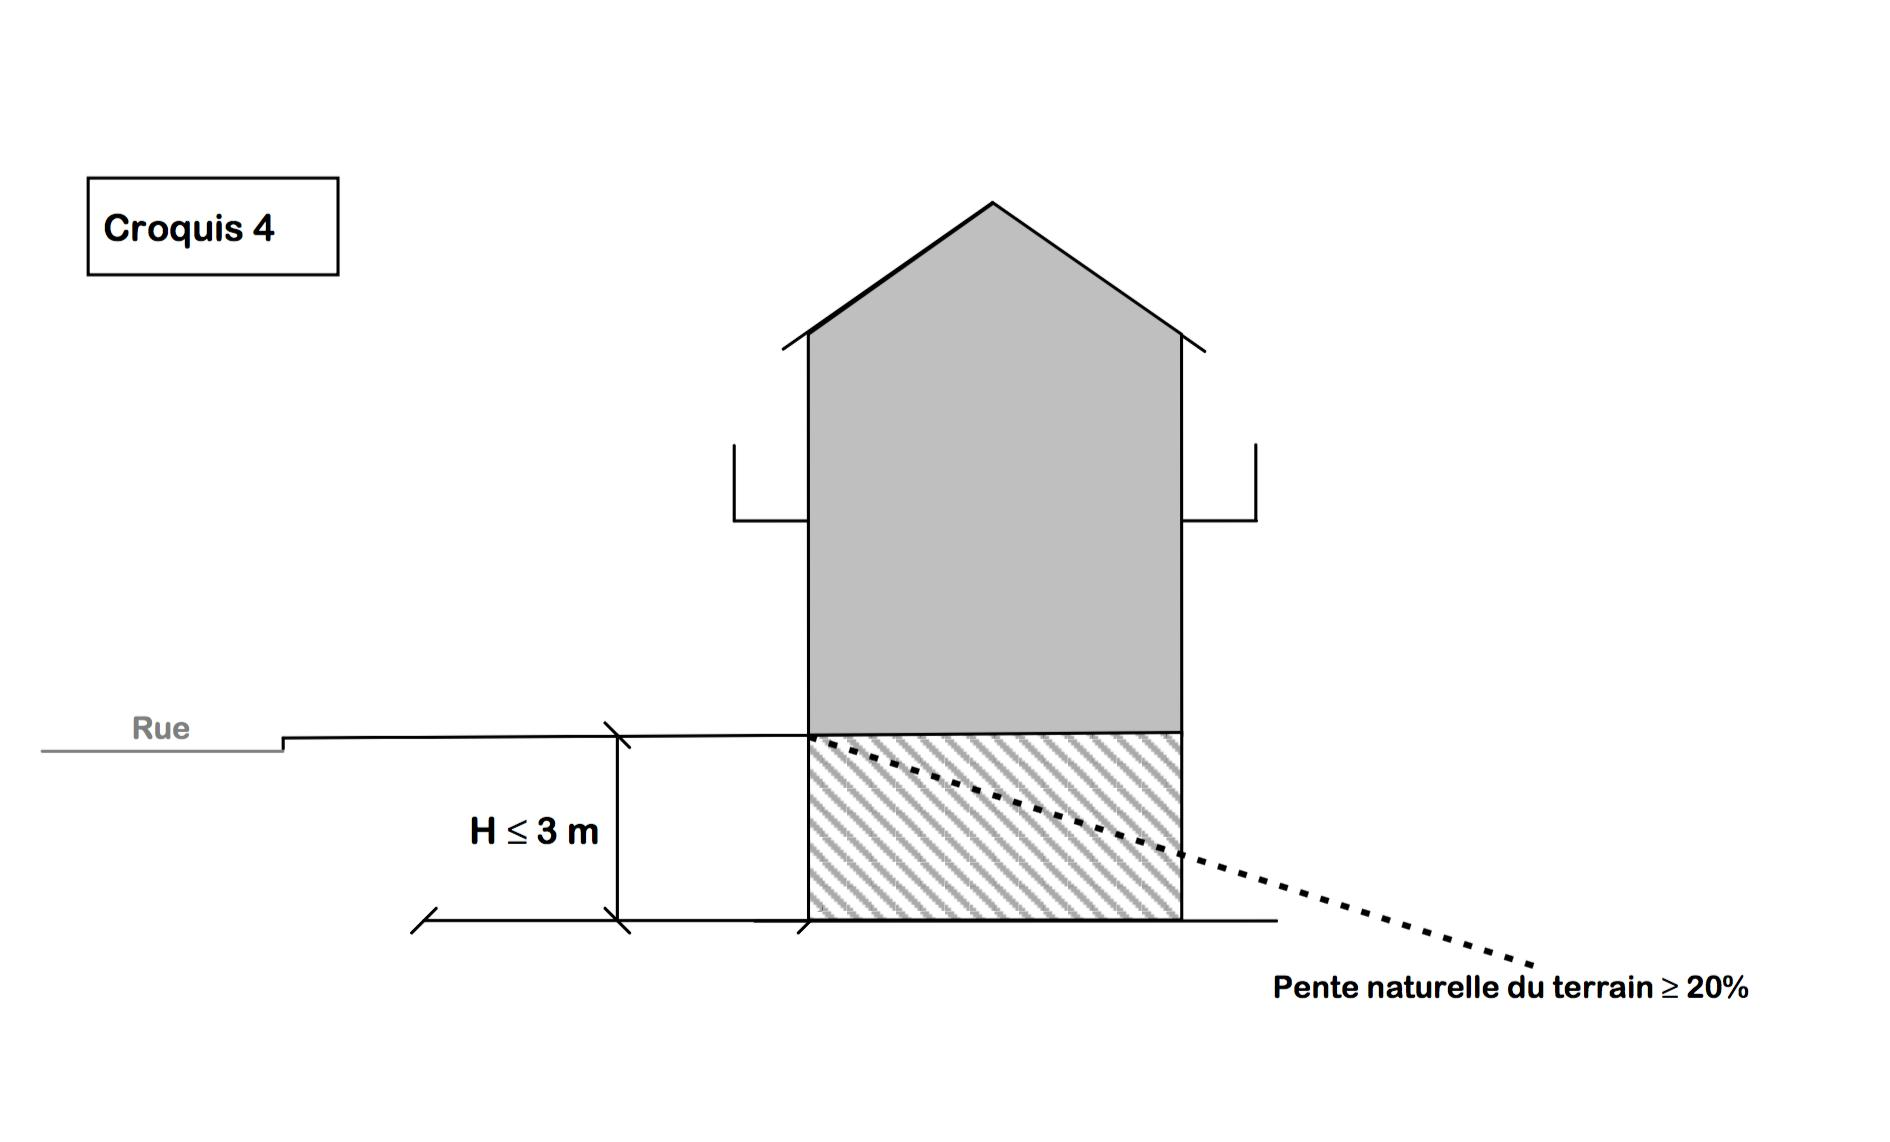 Croquis 4
Rue
H ≤ 3 m
Pente naturelle du terrain ≥ 20%